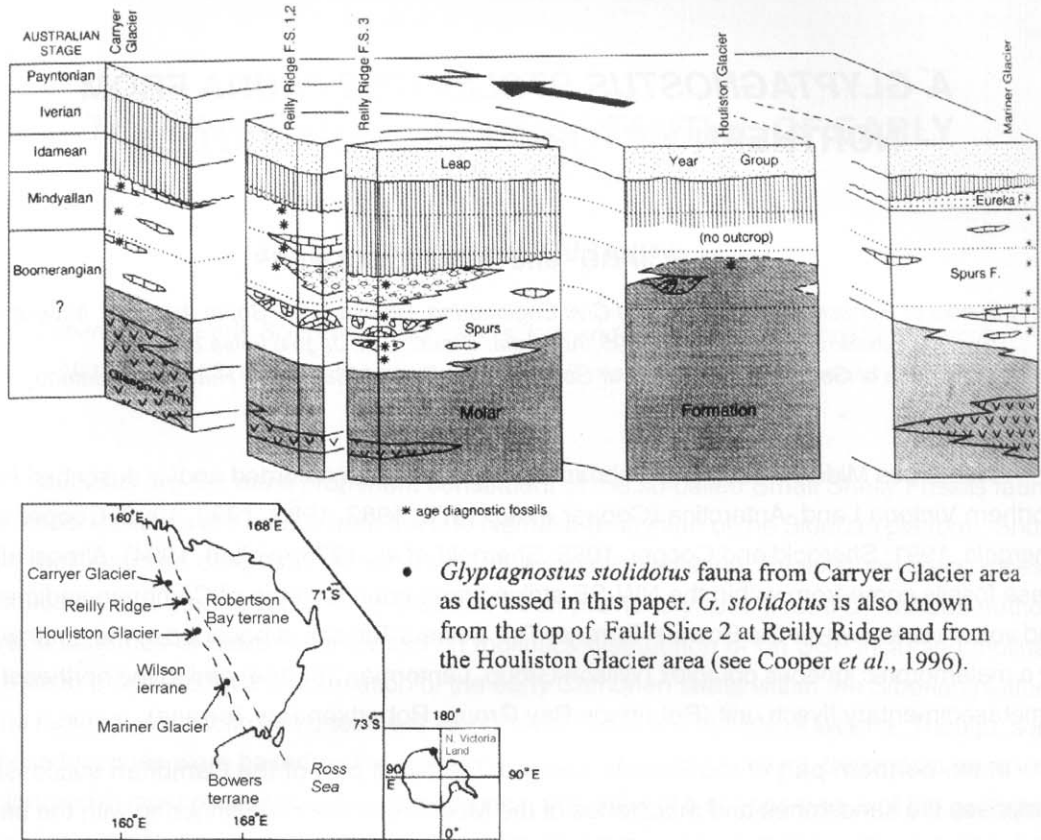 AUSTRALIAN
STAGE
Carryer
Glacier
Reilly Ridge F.S. 1,2
Reilly Ridge F.S. 3
Houliston Glacier
Mariner Glacier
Payntonian
Iverian
Idamean
Mindyallan
Boomerangian
?
Leap
Year Group
(no outcrop)
Eureka F.
Spurs F.
Spurs
Glasgow Fm
Molar
Formation
* age diagnostic fossils
160°E
168°E
71°S
Carryer Glacier
Reilly Ridge
Houliston Glacier
Robertson
Bay terrane
Wilson
ierrane
Mariner Glacier
73°S
Bowers
terrane
Ross
Sea
160°E
168°E
180°
N. Victoria
Land
90°
E
90°E
0°
• Glyptagnostus stolidotus fauna from Carryer Glacier area
as dicussed in this paper. G. stolidotus is also known
from the top of Fault Slice 2 at Reilly Ridge and from
the Houliston Glacier area (see Cooper et al., 1996).